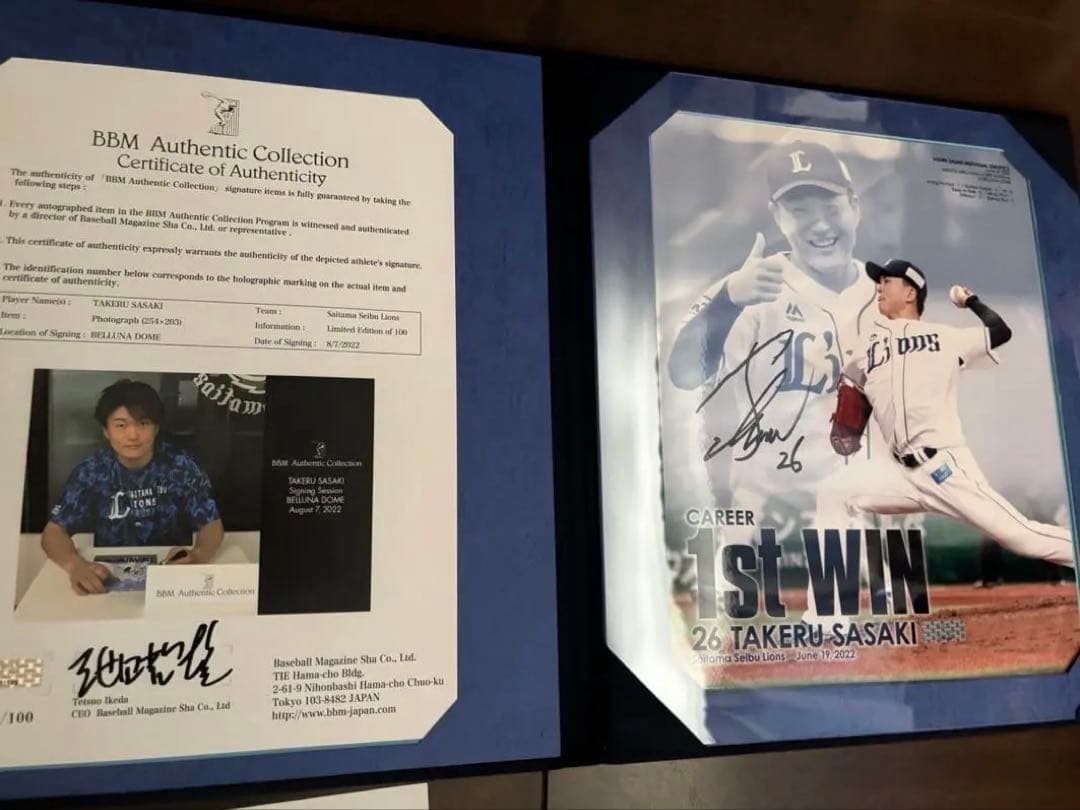 BBM Authentic Collection
Certificate of Authenticity
The authenticity of 「BBM Authentic Collection」 signature items is fully guaranteed by taking the
following steps :
. Every autographed item in the BBM Authentic Collection Program is witnessed and authenticated
by a director of Baseball Magazine Sha Co., Ltd. or representative .
. This certificate of authenticity expressly warrants the authenticity of the depicted athlete's signature.
. The identification number below corresponds to the holographic marking on the actual item and
certificate of authenticity.
Player Name(s) : TAKERU SASAKI Team : Saitama Seibu Lions
Item : Photograph (254×203) Information : Limited Edition of 100
Location of Signing : BELLUNA DOME Date of Signing : 8/7/2022
Saitam
SAITAMA
LIONS
BBM Authentic Collection
TAKERU SASAKI
Signing Session
BELLUNA DOME
August 7, 2022
BBM Authentic Collection
Tetsuo Ikeda
CEO Baseball Magazine Sha Co., Ltd
/100
Baseball Magazine Sha Co., Ltd.
TIE Hama-cho Bldg.
2-61-9 Nihonbashi Hama-cho Chuo-ku
Tokyo 103-8482 JAPAN
http://www.bbm-japan.com
L
Li
Lions
26
CAREER
1st WIN
26 TAKERU SASAKI
Saitama Seibu Lions June 19, 2022